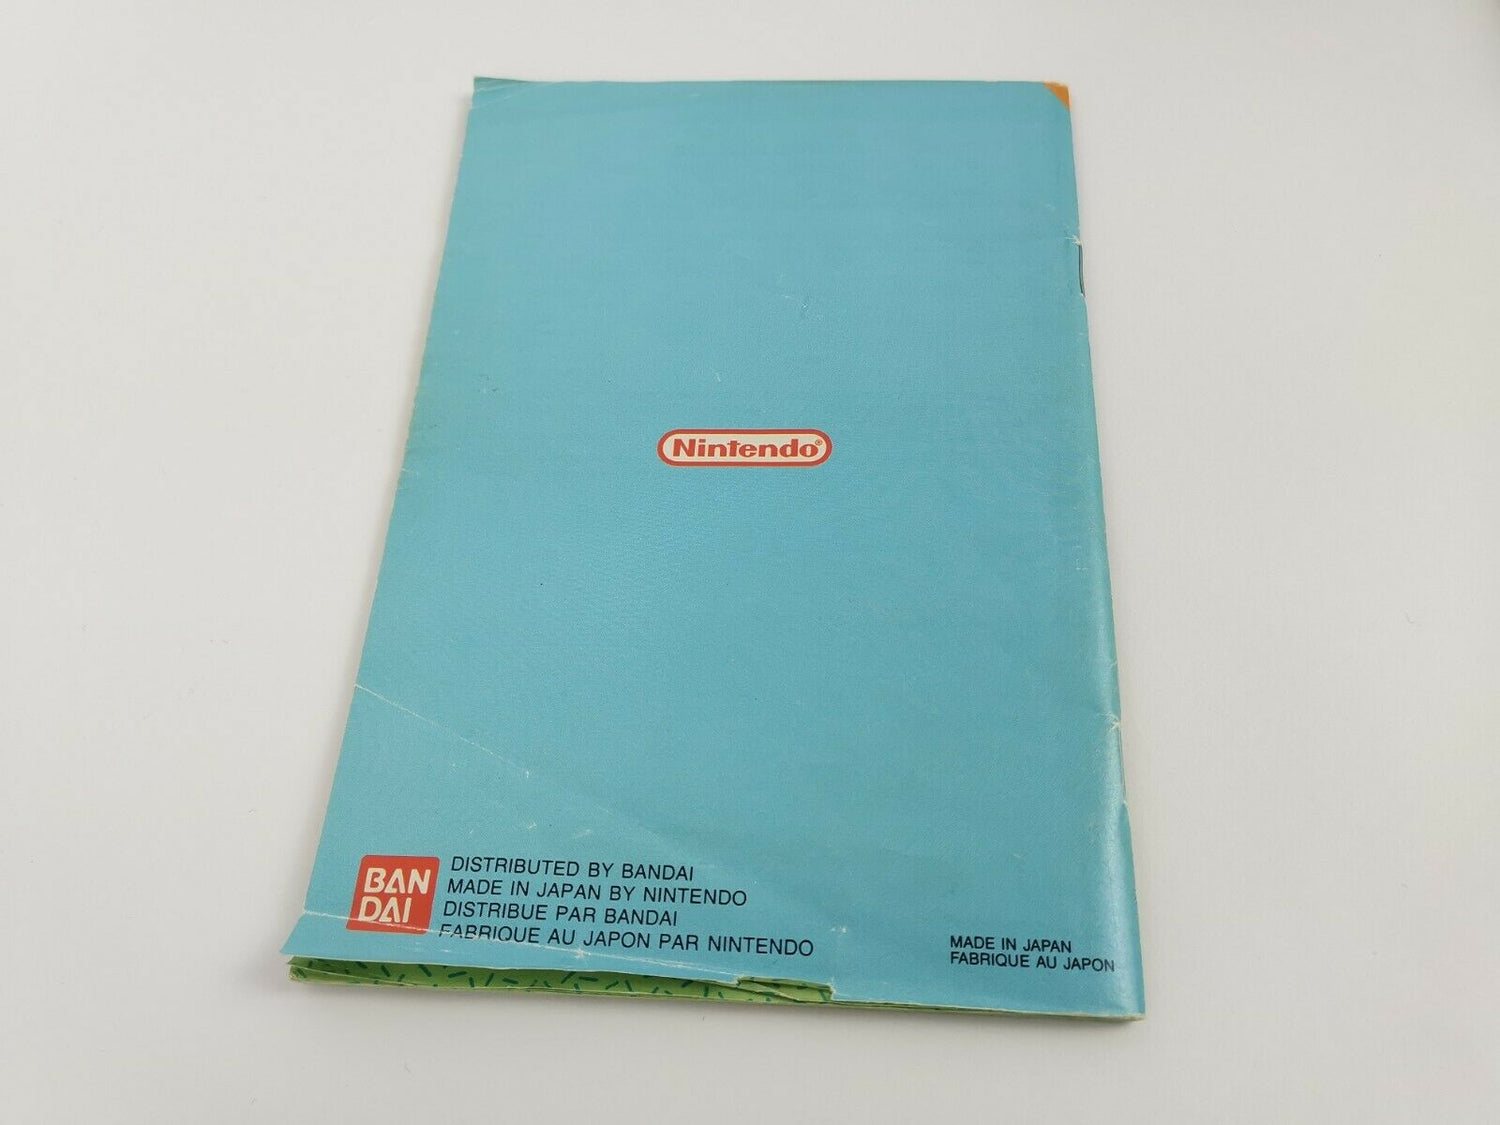 Nintendo®
BAN
DAI
DISTRIBUTED BY BANDAI
MADE IN JAPAN BY NINTENDO
DISTRIBUE PAR BANDAI
FABRIQUE AU JAPON PAR NINTENDO
MADE IN JAPAN
FABRIQUE AU JAPON